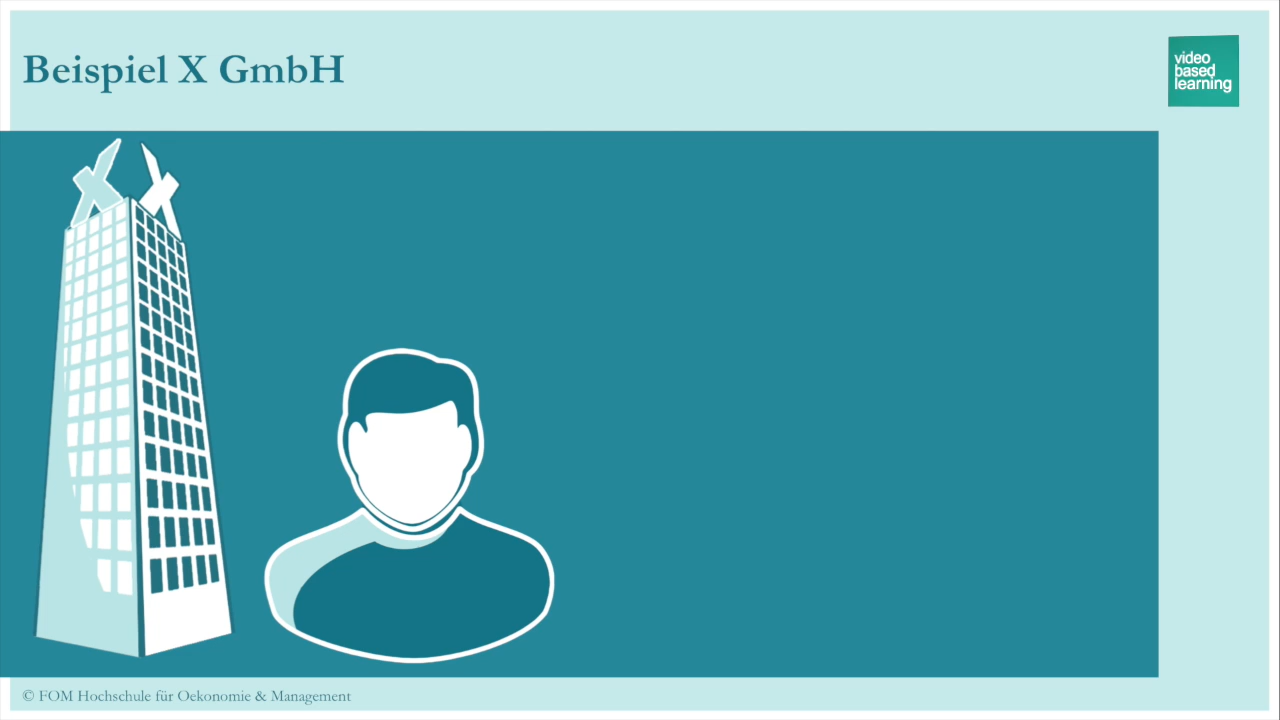 Beispiel X GmbH
video
based
learning
© FOM Hochschule für Oekonomie & Management